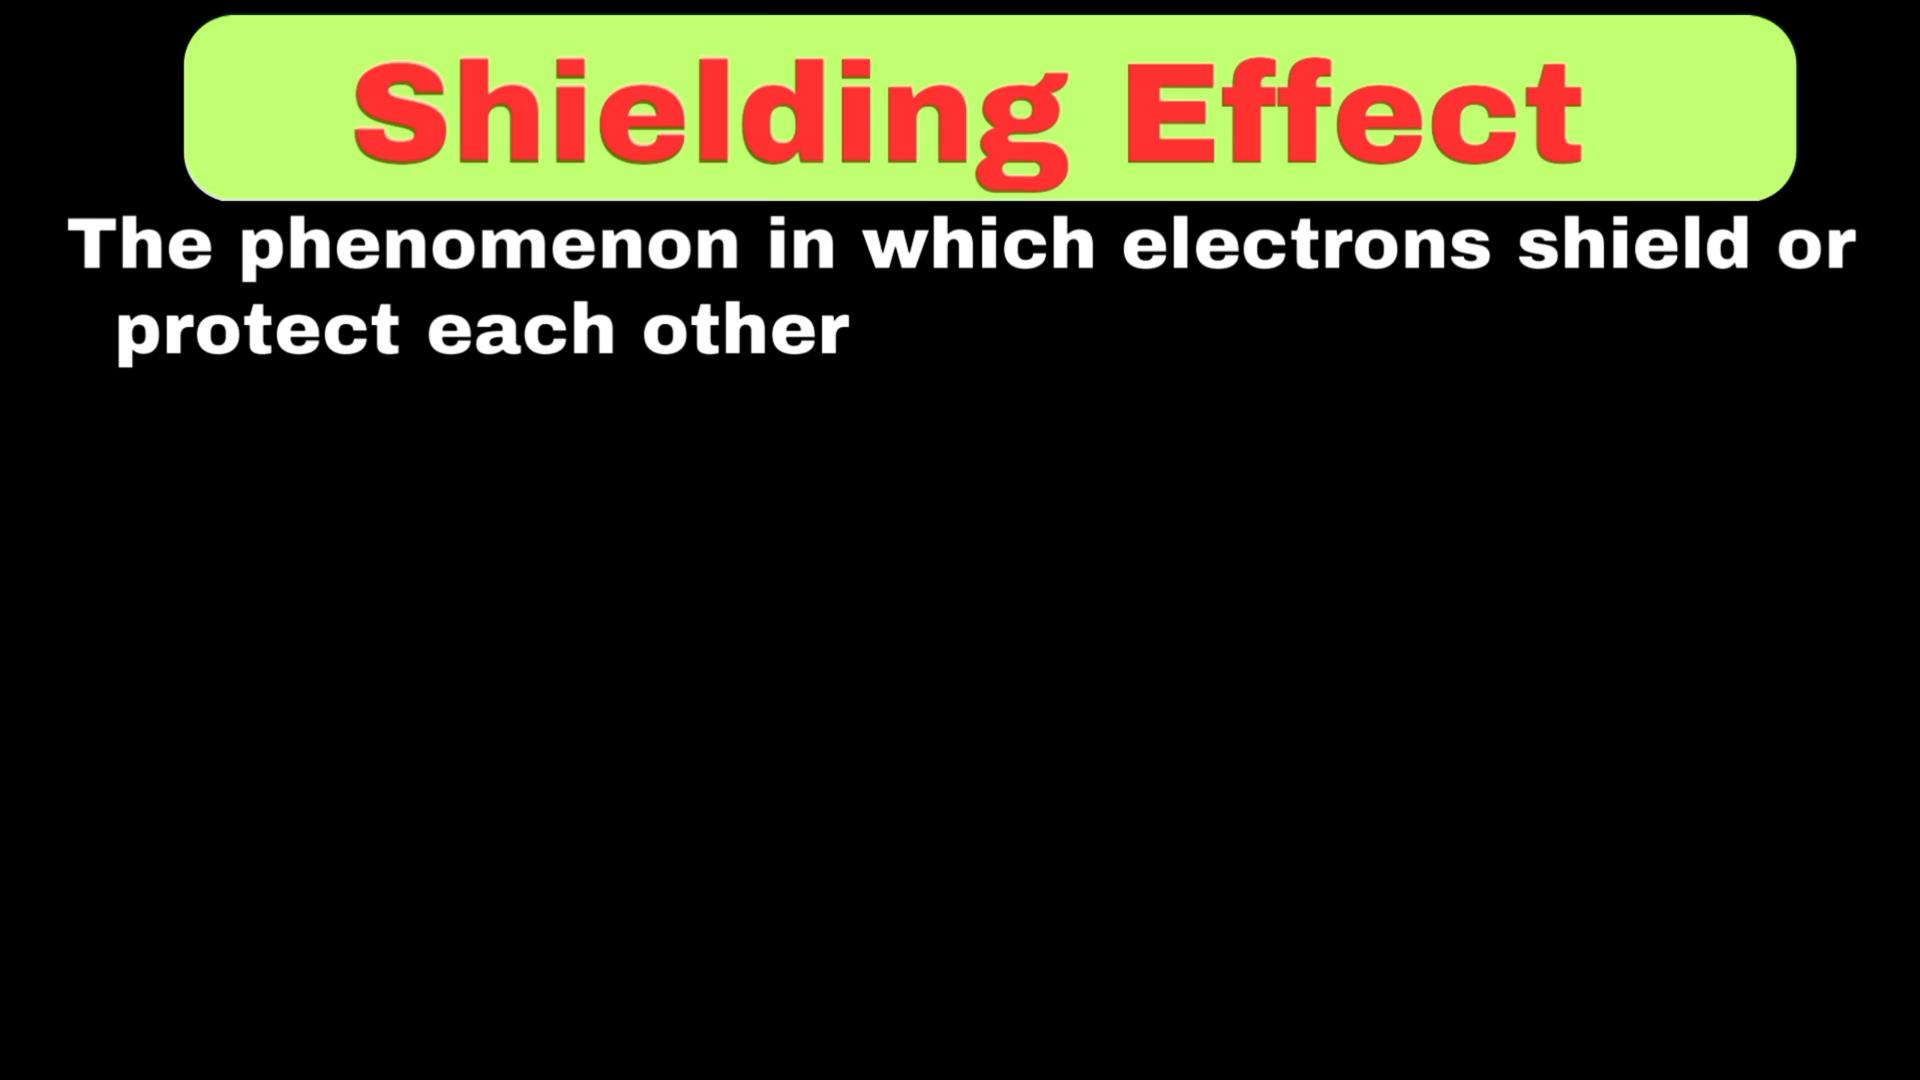 Shielding Effect
The phenomenon in which electrons shield or
protect each other